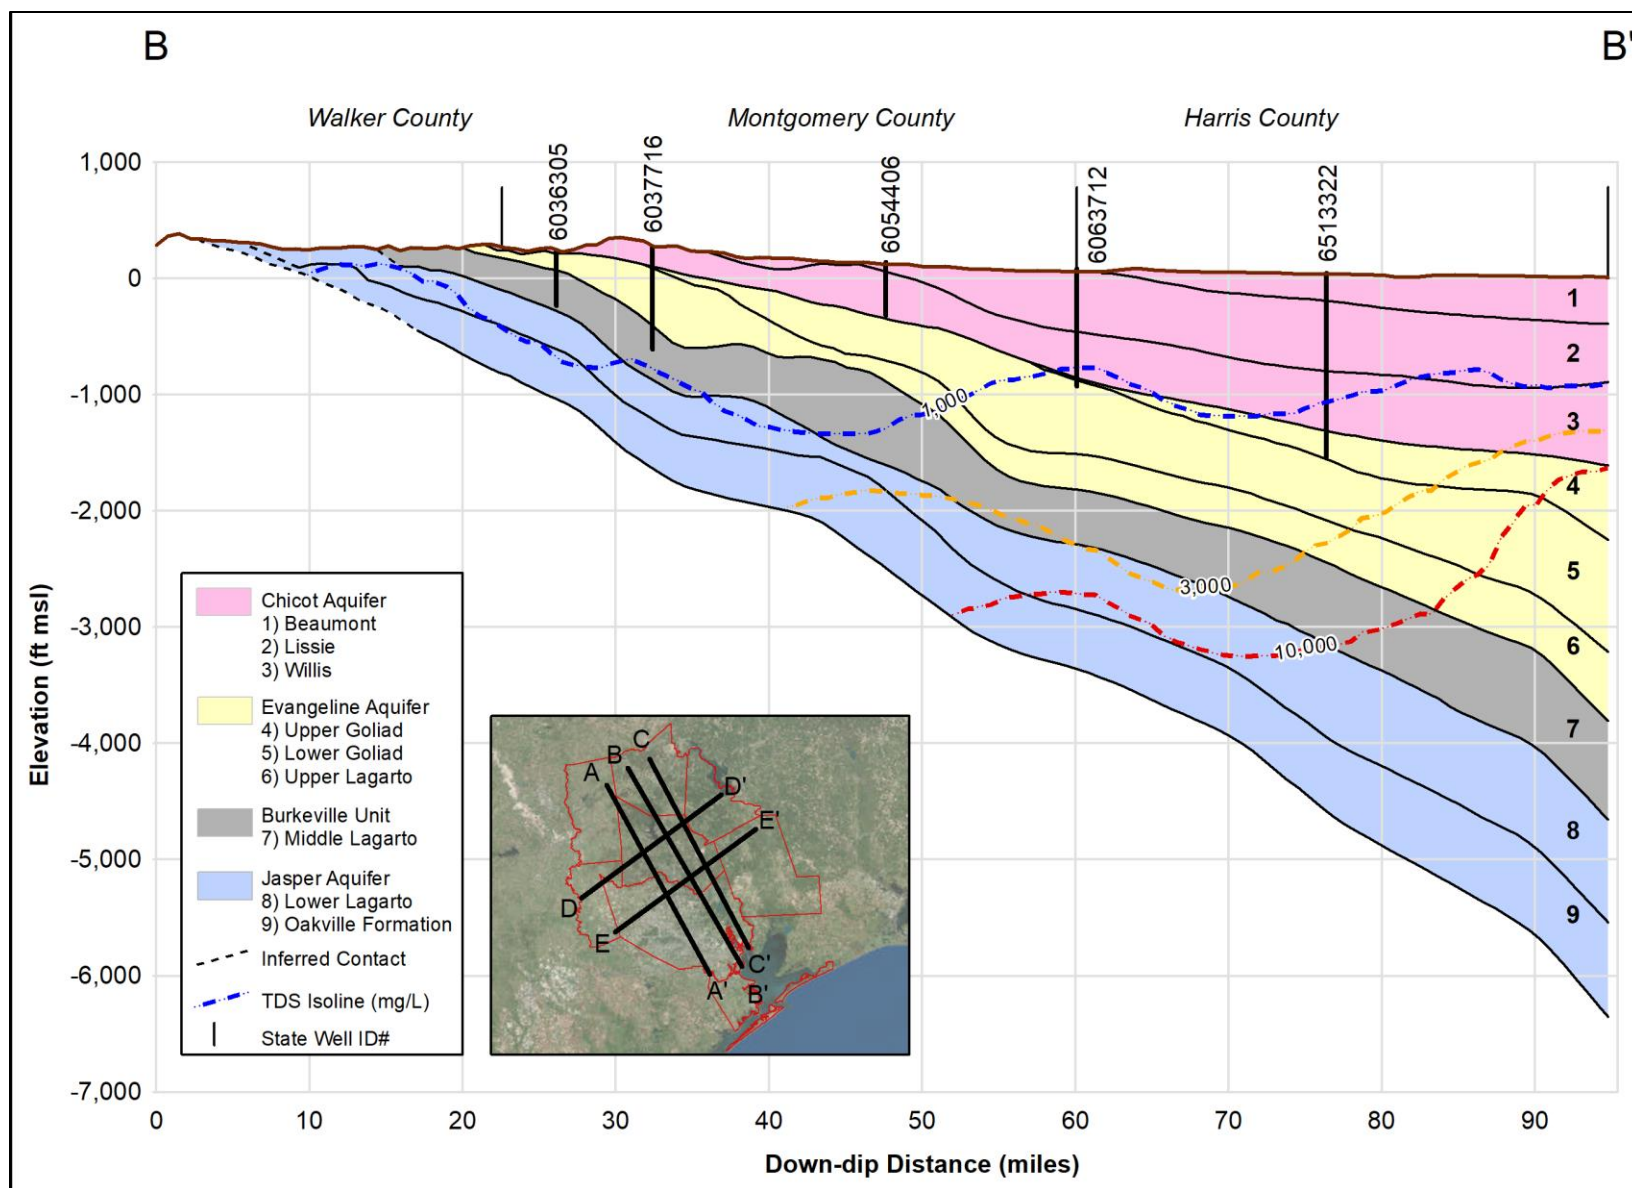 B
B'
Walker County
Montgomery County
Harris County
6036305
6037716
6054406
6063712
6513322
Elevation (ft msl)
1,000
0
-1,000
-2,000
-3,000
-4,000
-5,000
-6,000
-7,000
1
2
3
4
5
6
7
8
9
1,000
3,000
10,000
Chicot Aquifer
1) Beaumont
2) Lissie
3) Willis
Evangeline Aquifer
4) Upper Goliad
5) Lower Goliad
6) Upper Lagarto
Burkeville Unit
7) Middle Lagarto
Jasper Aquifer
8) Lower Lagarto
9) Oakville Formation
Inferred Contact
TDS Isoline (mg/L)
State Well ID#
C
B
A
D'
E'
D
E
C'
A'
B'
0
10
20
30
40
50
60
70
80
90
Down-dip Distance (miles)